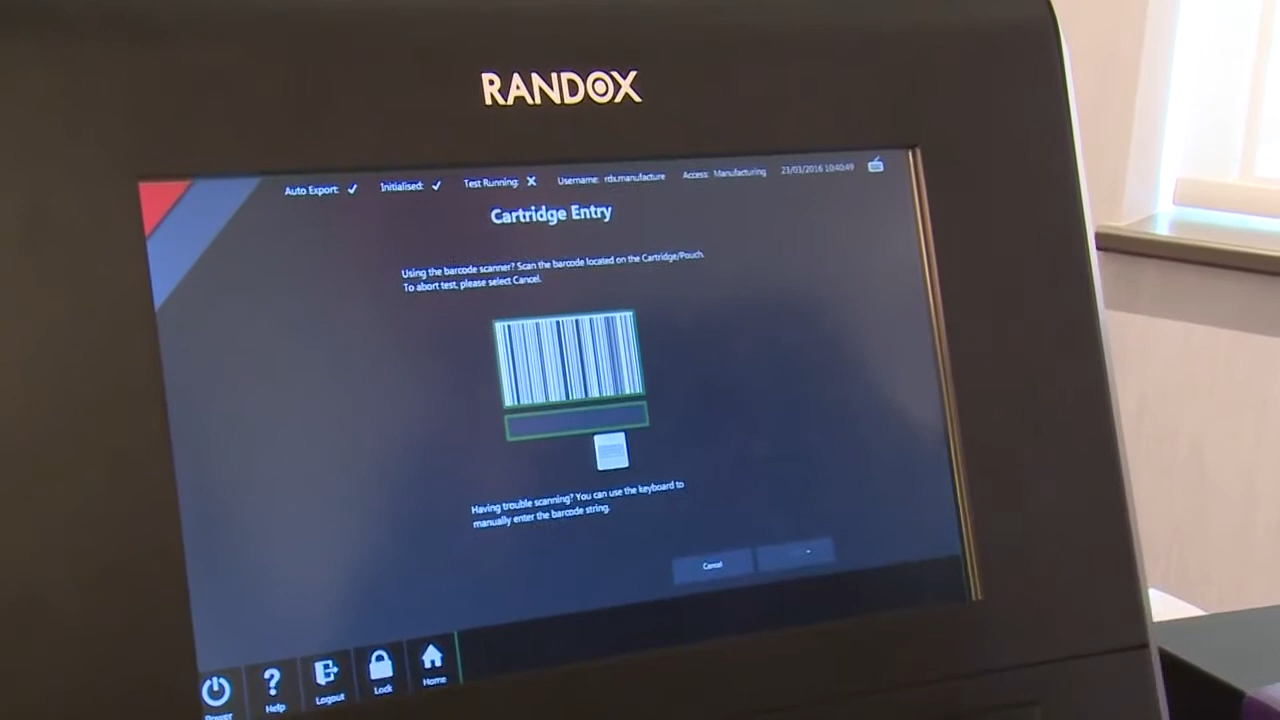 RANDOX
Auto Export: Initialised: Test Running: Username: rdx.manufacture Access: Manufacturing 23/03/2016 10:40:49
Cartridge Entry
Using the barcode scanner? Scan the barcode located on the Cartridge/Pouch.
To abort test, please select Cancel.
Having trouble scanning? You can use the keyboard to
manually enter the barcode string.
Cancel
Power Help Logout Lock Home